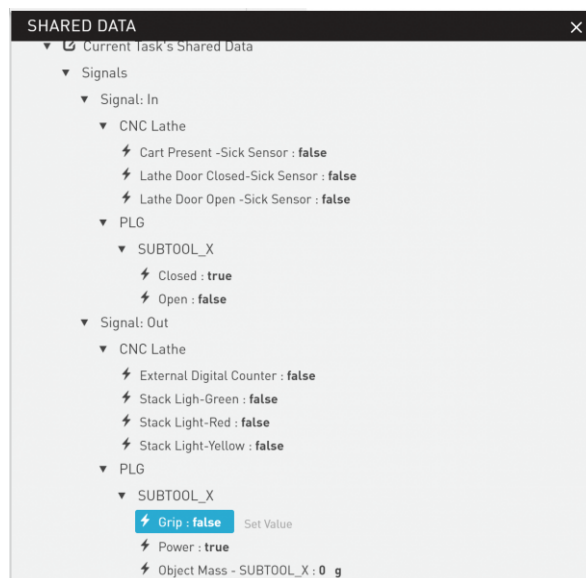 SHARED DATA
Current Task's Shared Data
Signals
Signal: In
CNC Lathe
Cart Present -Sick Sensor : false
Lathe Door Closed-Sick Sensor : false
Lathe Door Open -Sick Sensor : false
PLG
SUBTOOL_X
Closed : true
Open : false
Signal: Out
CNC Lathe
External Digital Counter : false
Stack Ligh-Green : false
Stack Light-Red : false
Stack Light-Yellow : false
PLG
SUBTOOL_X
Grip : false Set Value
Power : true
Object Mass - SUBTOOL_X : 0 g